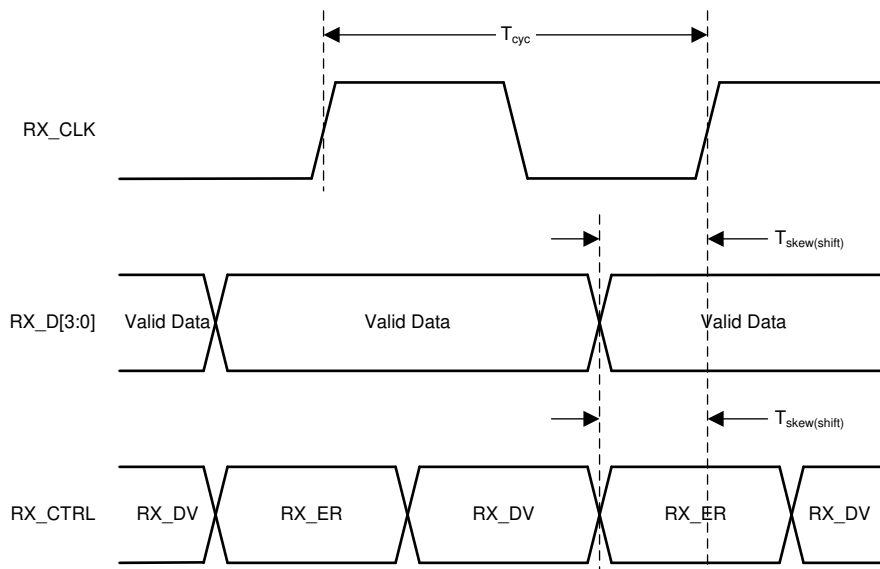 T_cyc
RX_CLK
T_skew(shift)
RX_D[3:0]
Valid Data
Valid Data
Valid Data
T_skew(shift)
RX_CTRL
RX_DV
RX_ER
RX_DV
RX_ER
RX_DV